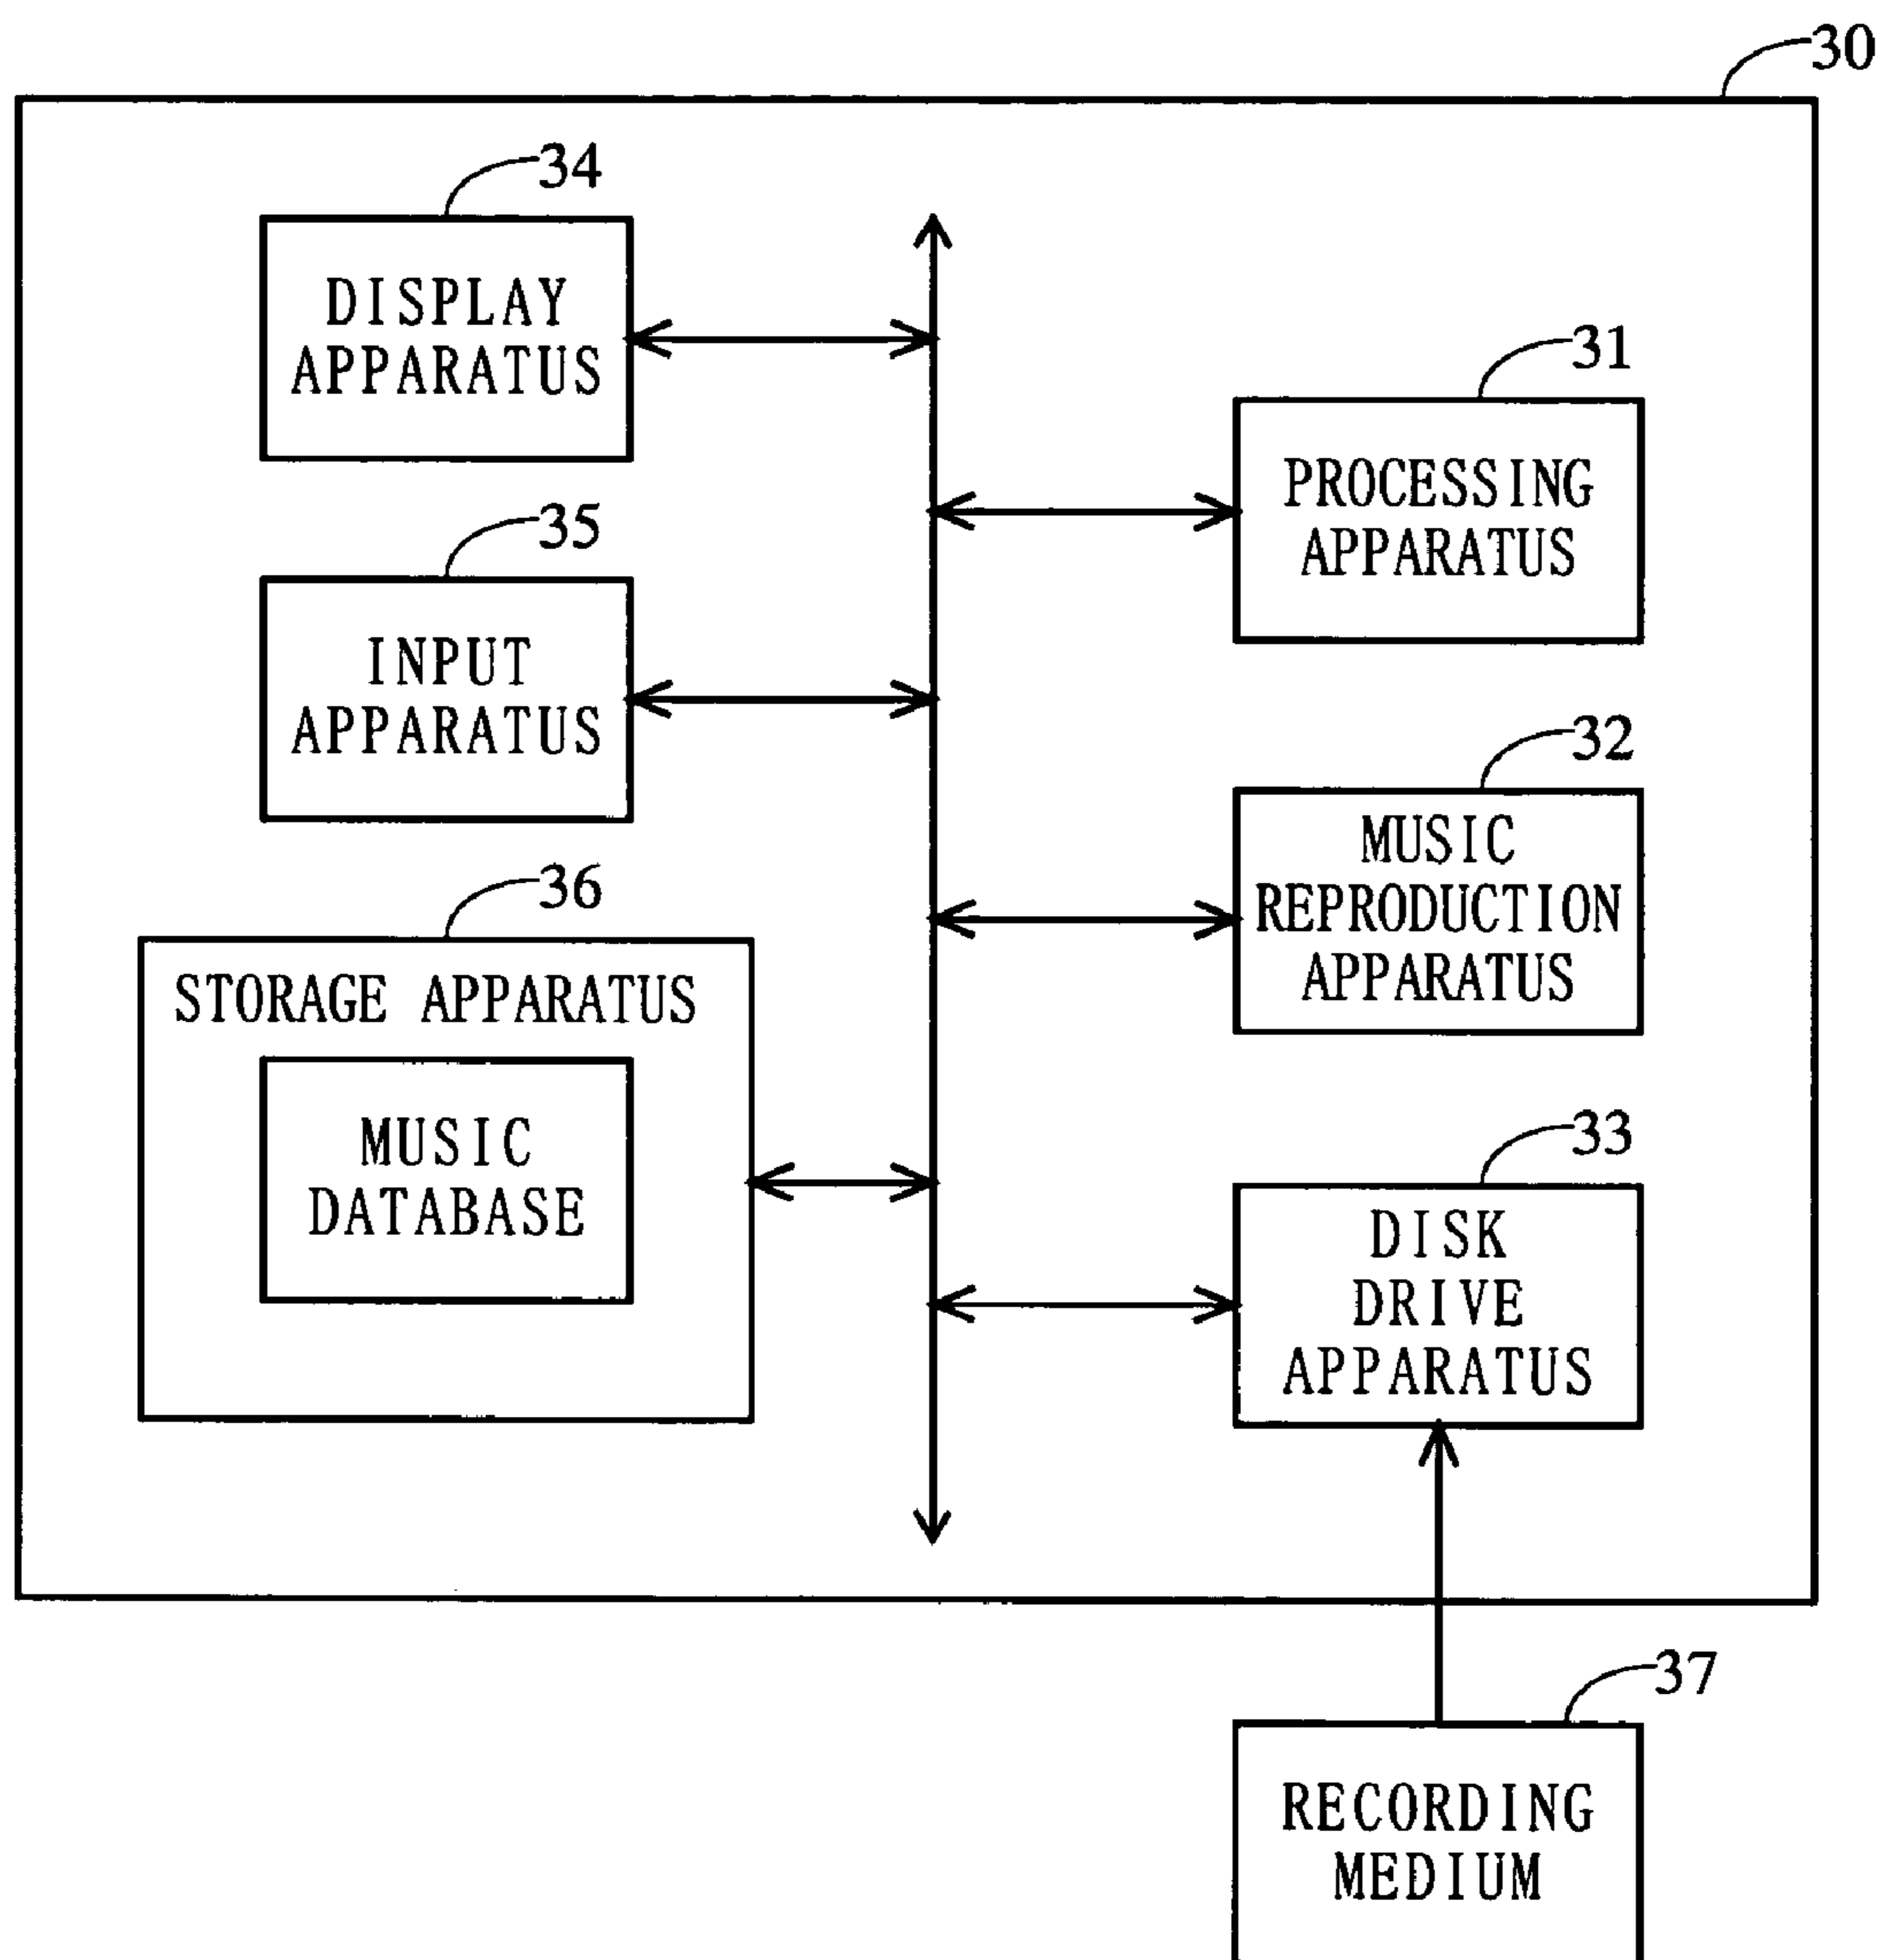 30
34
DISPLAY
APPARATUS
31
PROCESSING
APPARATUS
35
INPUT
APPARATUS
32
MUSIC
REPRODUCTION
APPARATUS
36
STORAGE APPARATUS
MUSIC
DATABASE
33
DISK
DRIVE
APPARATUS
37
RECORDING
MEDIUM